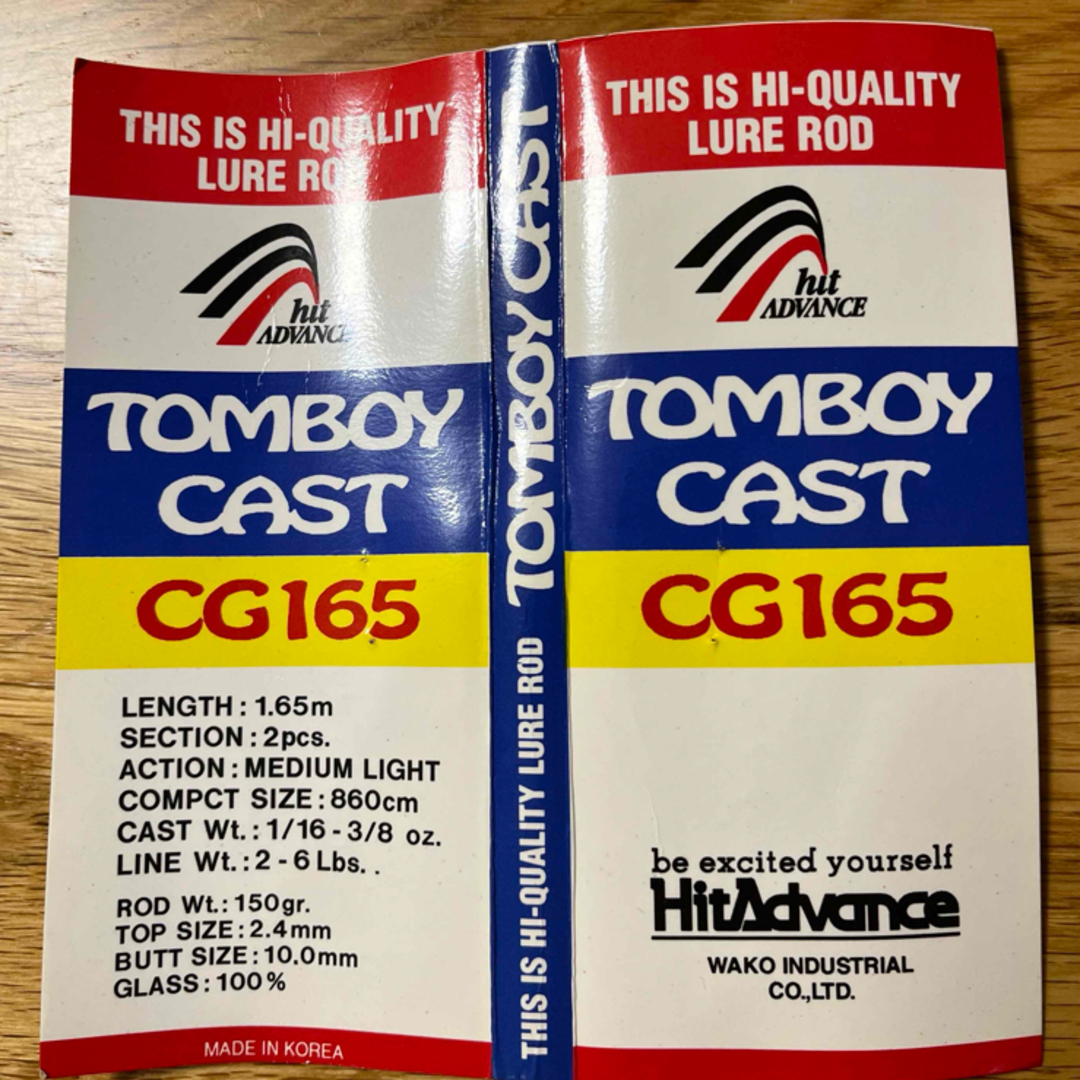 THIS IS HI-QUALITY
LURE ROD
hit
ADVANCE
TOMBOY
CAST
CG165
LENGTH : 1.65m
SECTION : 2pcs.
ACTION : MEDIUM LIGHT
COMPCT SIZE : 860cm
CAST Wt. : 1/16 - 3/8 oz.
LINE Wt. : 2 - 6 Lbs. .
ROD Wt.: 150gr.
TOP SIZE : 2.4mm
BUTT SIZE : 10.0mm
GLASS : 100%
MADE IN KOREA
THIS IS HI-QUALITY LURE ROD TOMBOY CAST
THIS IS HI-QUALITY
LURE ROD
hit
ADVANCE
TOMBOY
CAST
CG165
be excited yourself
HitAdvance
WAKO INDUSTRIAL
CO.,LTD.